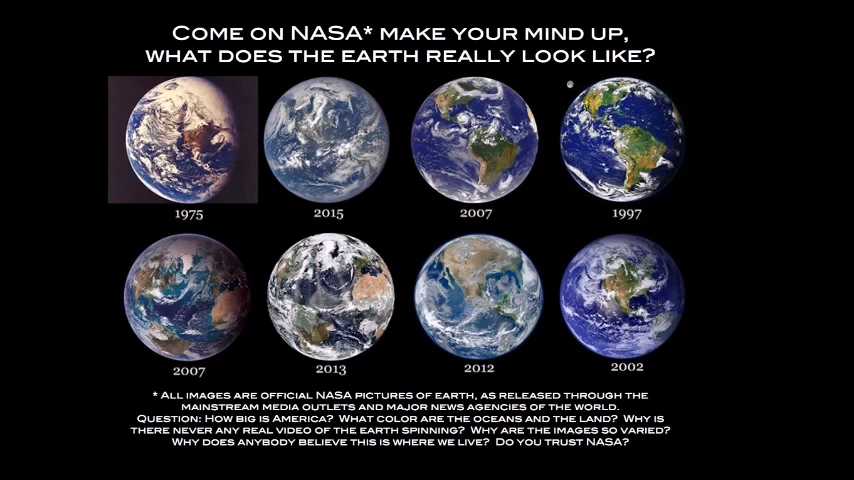 COME ON NASA* MAKE YOUR MIND UP,
WHAT DOES THE EARTH REALLY LOOK LIKE?
1975
2015
2007
1997
2007
2013
2012
2002
* ALL IMAGES ARE OFFICIAL NASA PICTURES OF EARTH, AS RELEASED THROUGH THE
MAINSTREAM MEDIA OUTLETS AND MAJOR NEWS AGENCIES OF THE WORLD.
QUESTION: HOW BIG IS AMERICA? WHAT COLOR ARE THE OCEANS AND THE LAND? WHY IS
THERE NEVER ANY REAL VIDEO OF THE EARTH SPINNING? WHY ARE THE IMAGES SO VARIED?
WHY DOES ANYBODY BELIEVE THIS IS WHERE WE LIVE? DO YOU TRUST NASA?